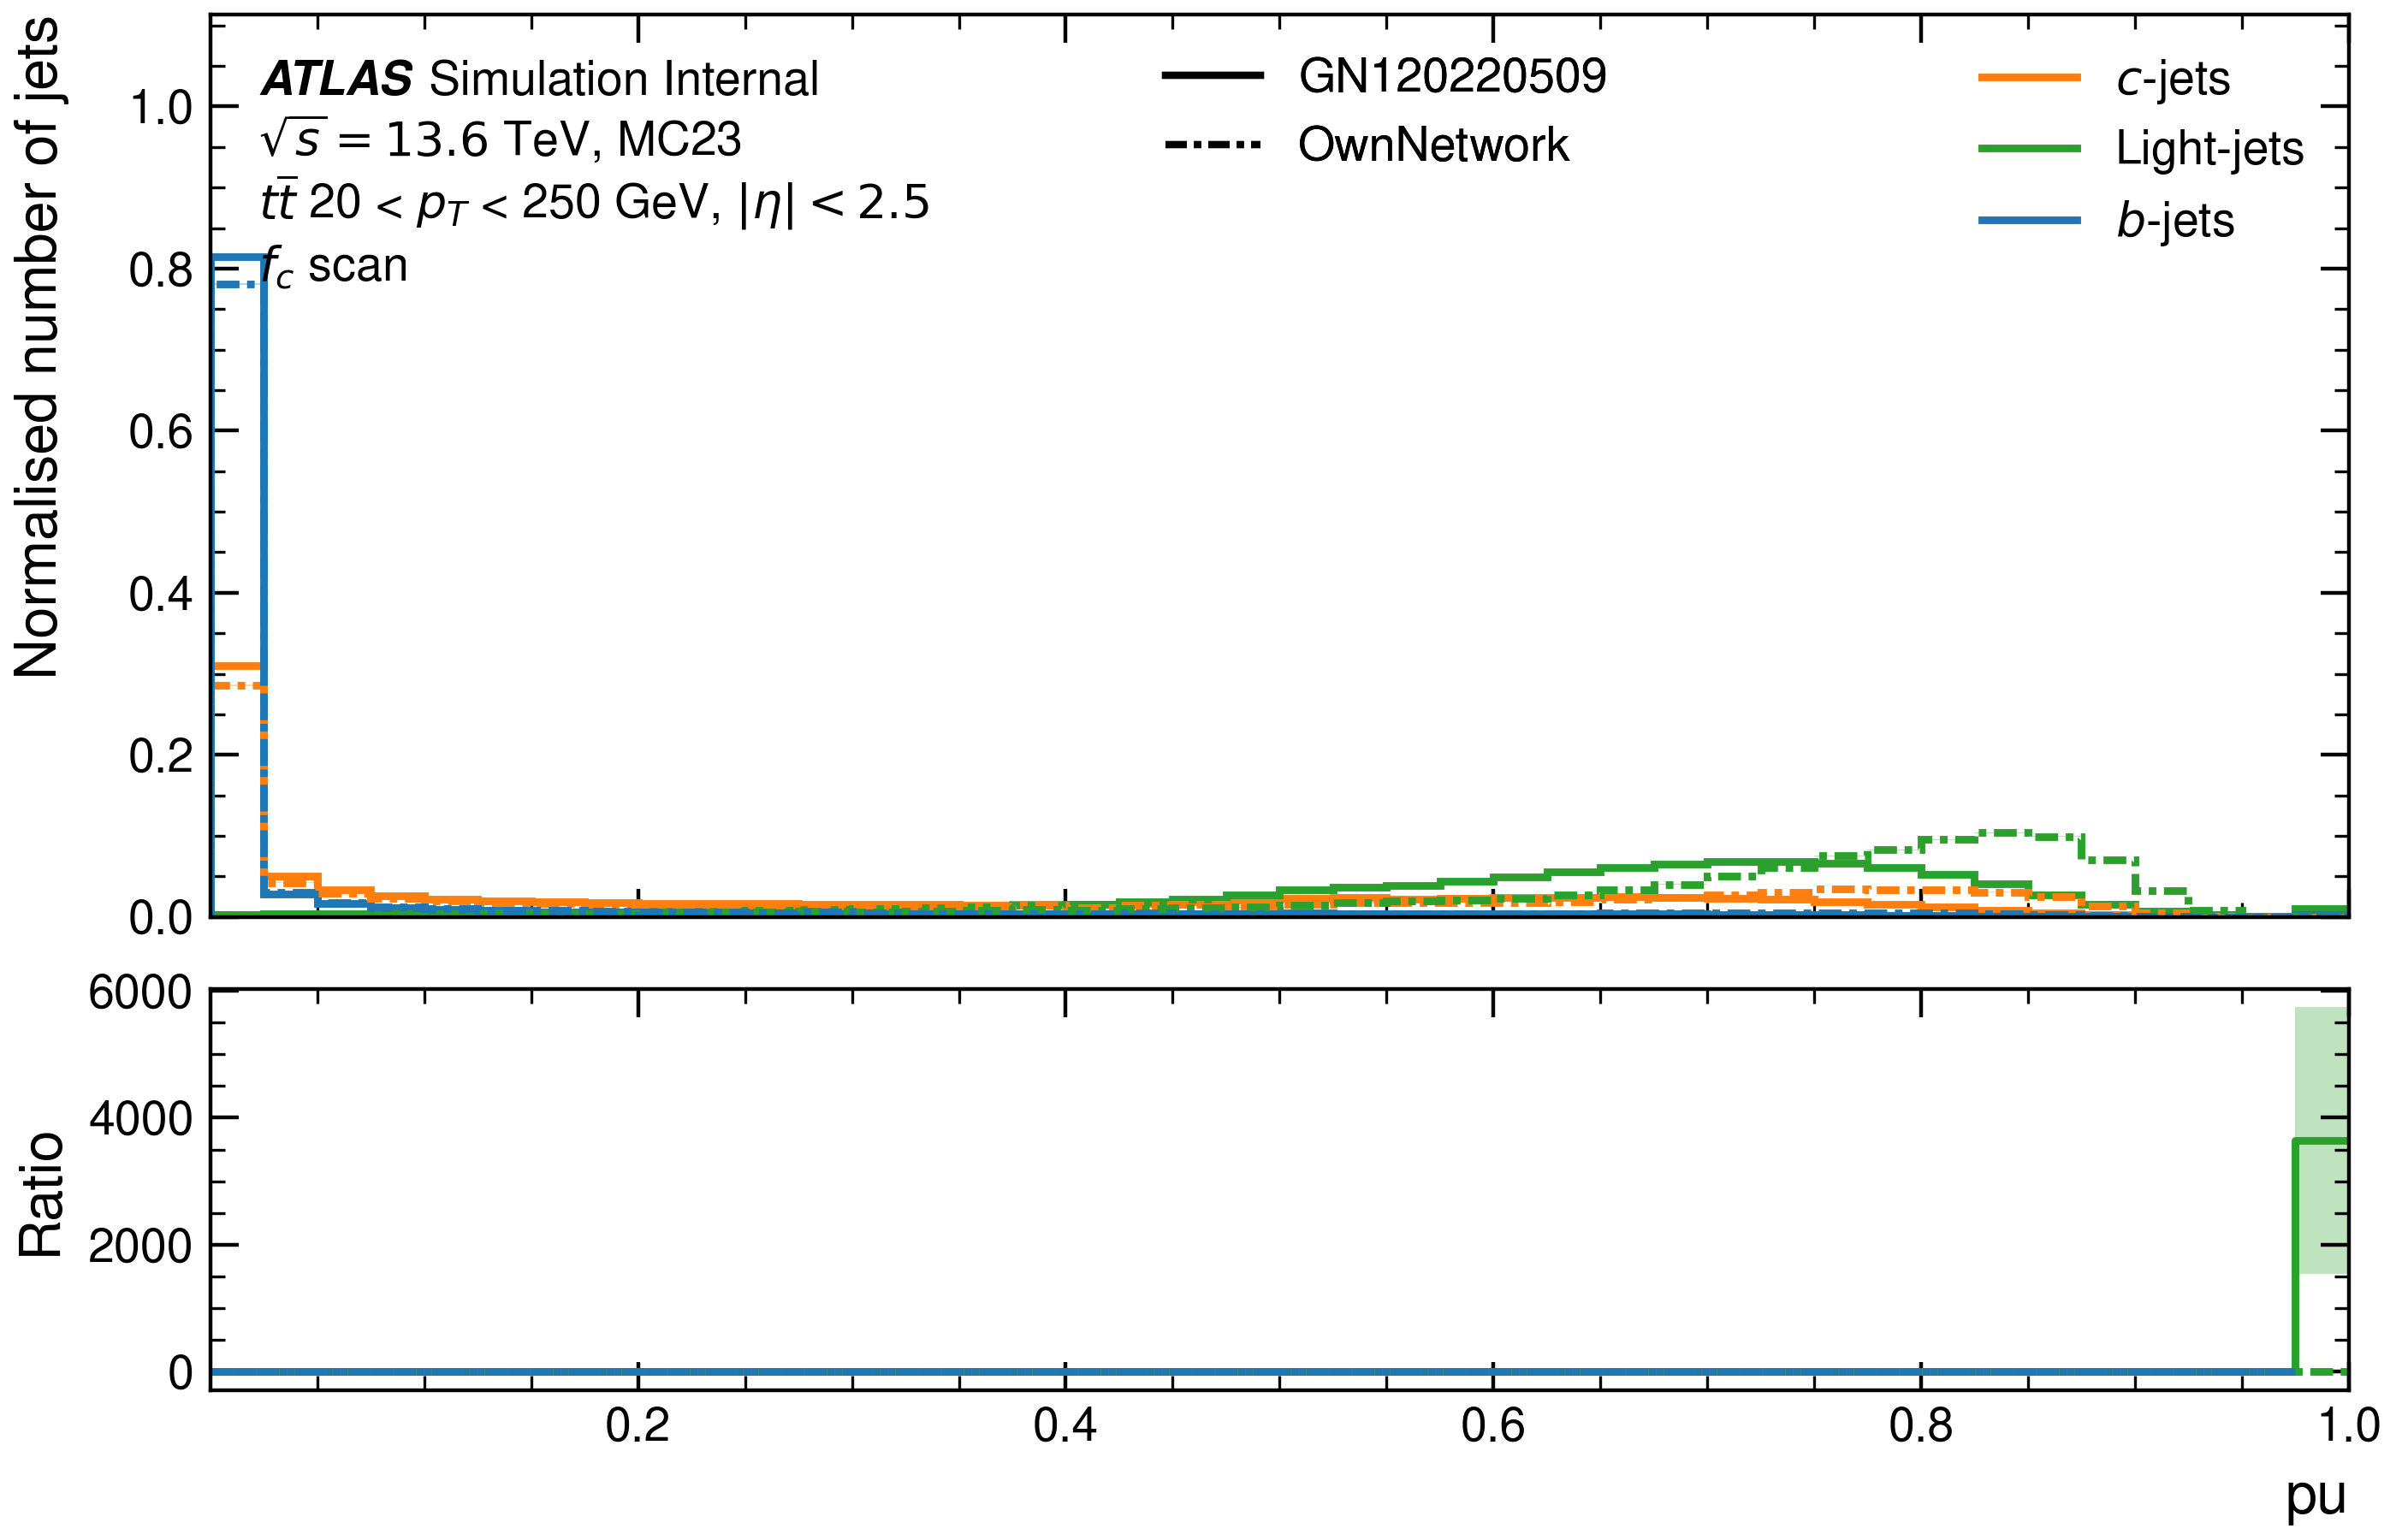 Normalised number of jets
ATLAS Simulation Internal
√s = 13.6 TeV, MC23
tt̄ 20 < p_T < 250 GeV, |η| < 2.5
f_c scan
GN120220509
OwnNetwork
c-jets
Light-jets
b-jets
1.0
0.8
0.6
0.4
0.2
0.0
Ratio
6000
4000
2000
0
0.2 0.4 0.6 0.8 1.0
pu